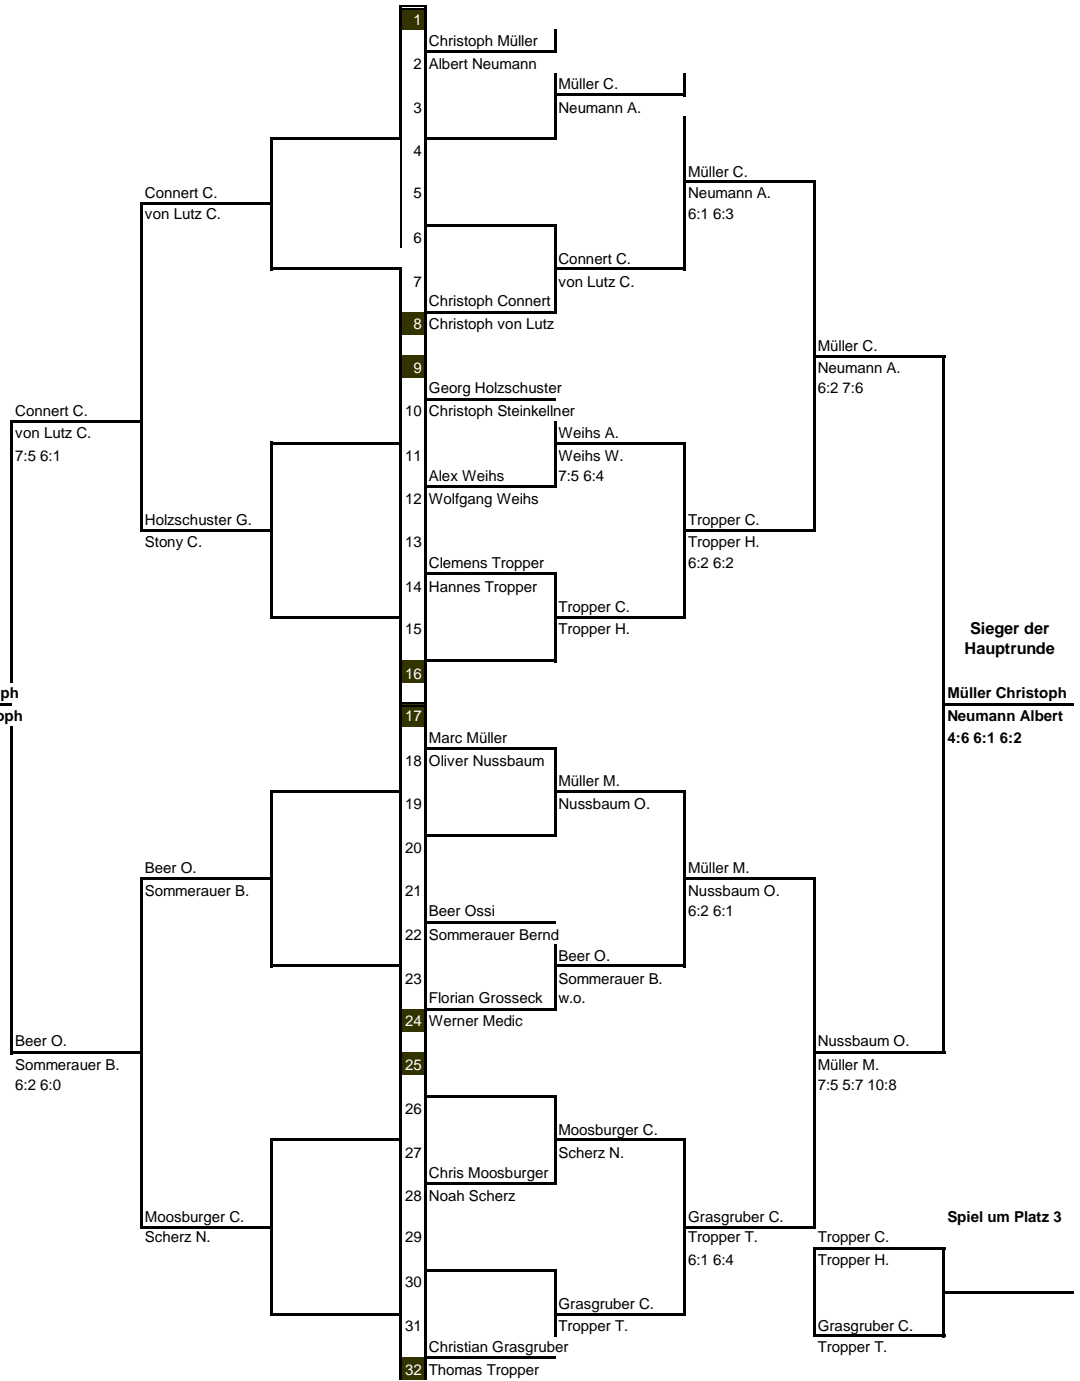 1
Christoph Müller
2 Albert Neumann
Müller C.
3 Neumann A.
4
Müller C.
Connert C.
5 Neumann A.
von Lutz C.
6:1 6:3
6
Connert C.
7 von Lutz C.
Christoph Connert
8 Christoph von Lutz
Müller C.
9 Neumann A.
Georg Holzschuster
6:2 7:6
Connert C.
10 Christoph Steinkellner
von Lutz C.
Weihs A.
7:5 6:1
11 Weihs W.
Alex Weihs
7:5 6:4
12 Wolfgang Weihs
Holzschuster G.
Tropper C.
Stony C.
13 Tropper H.
Clemens Tropper
6:2 6:2
14 Hannes Tropper
Tropper C.
15 Tropper H.
Sieger der
Hauptrunde
16
ph
Müller Christoph
oph
17
Neumann Albert
Marc Müller
4:6 6:1 6:2
18 Oliver Nussbaum
Müller M.
19 Nussbaum O.
20
Beer O.
Müller M.
Sommerauer B.
21 Nussbaum O.
Beer Ossi
6:2 6:1
22 Sommerauer Bernd
Beer O.
23 Sommerauer B.
Florian Grosseck
w.o.
24 Werner Medic
Beer O.
Nussbaum O.
Sommerauer B.
25
Müller M.
6:2 6:0
7:5 5:7 10:8
26
Moosburger C.
27 Scherz N.
Chris Moosburger
28 Noah Scherz
Moosburger C.
Grasgruber C.
Spiel um Platz 3
Scherz N.
29 Tropper T.
Tropper C.
6:1 6:4
Tropper H.
30
Grasgruber C.
31 Tropper T.
Grasgruber C.
Christian Grasgruber
Tropper T.
32 Thomas Tropper